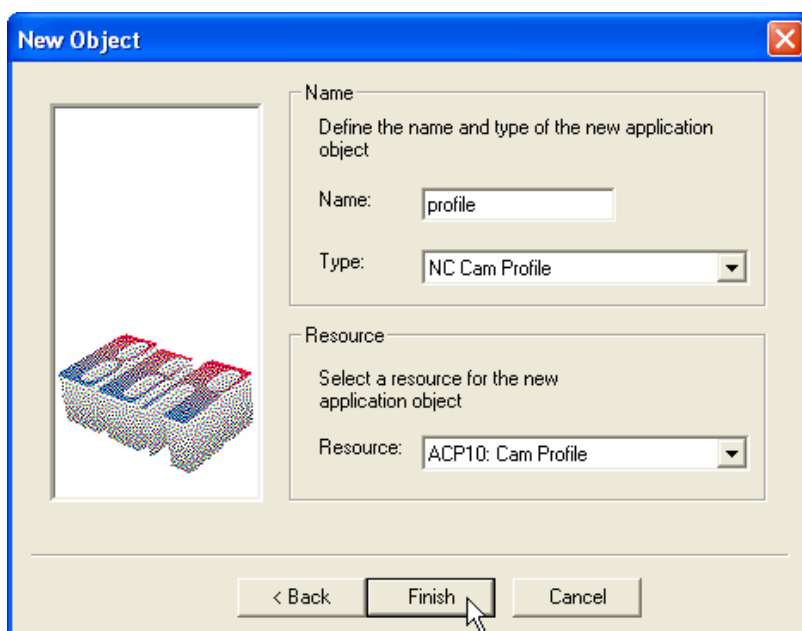 New Object
Name
Define the name and type of the new application
object
Name:
profile
Type:
NC Cam Profile
Resource
Select a resource for the new
application object
Resource:
ACP10: Cam Profile
< Back
Finish
Cancel